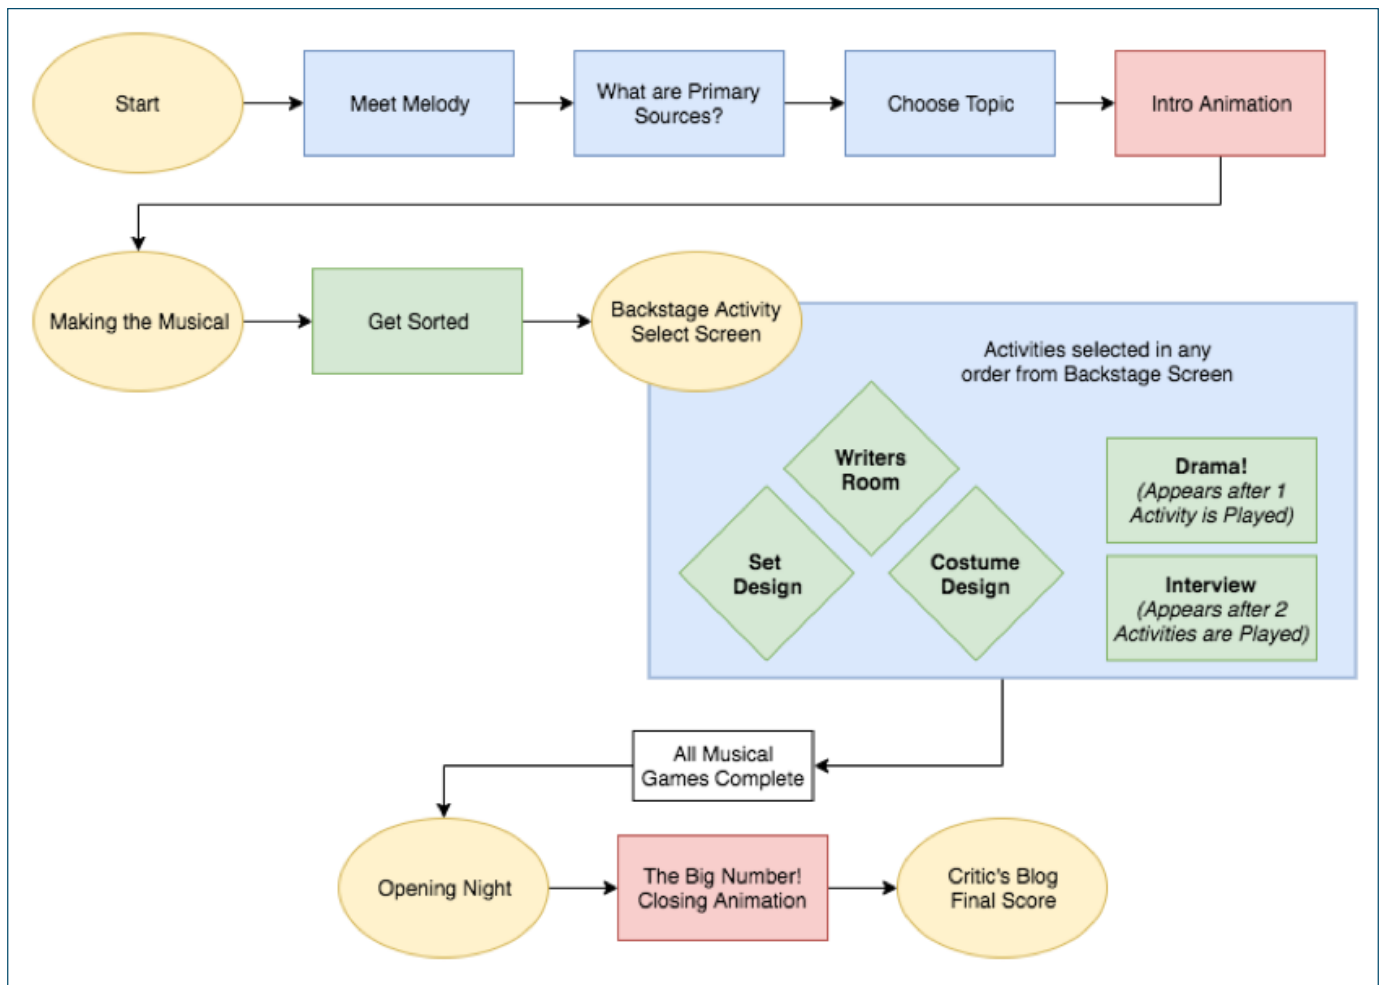 Start
Meet Melody
What are Primary
Sources?
Choose Topic
Intro Animation
Making the Musical
Get Sorted
Backstage Activity
Select Screen
Activities selected in any
order from Backstage Screen
Writers
Room
Set
Design
Costume
Design
Drama!
(Appears after 1
Activity is Played)
Interview
(Appears after 2
Activities are Played)
All Musical
Games Complete
Opening Night
The Big Number!
Closing Animation
Critic's Blog
Final Score